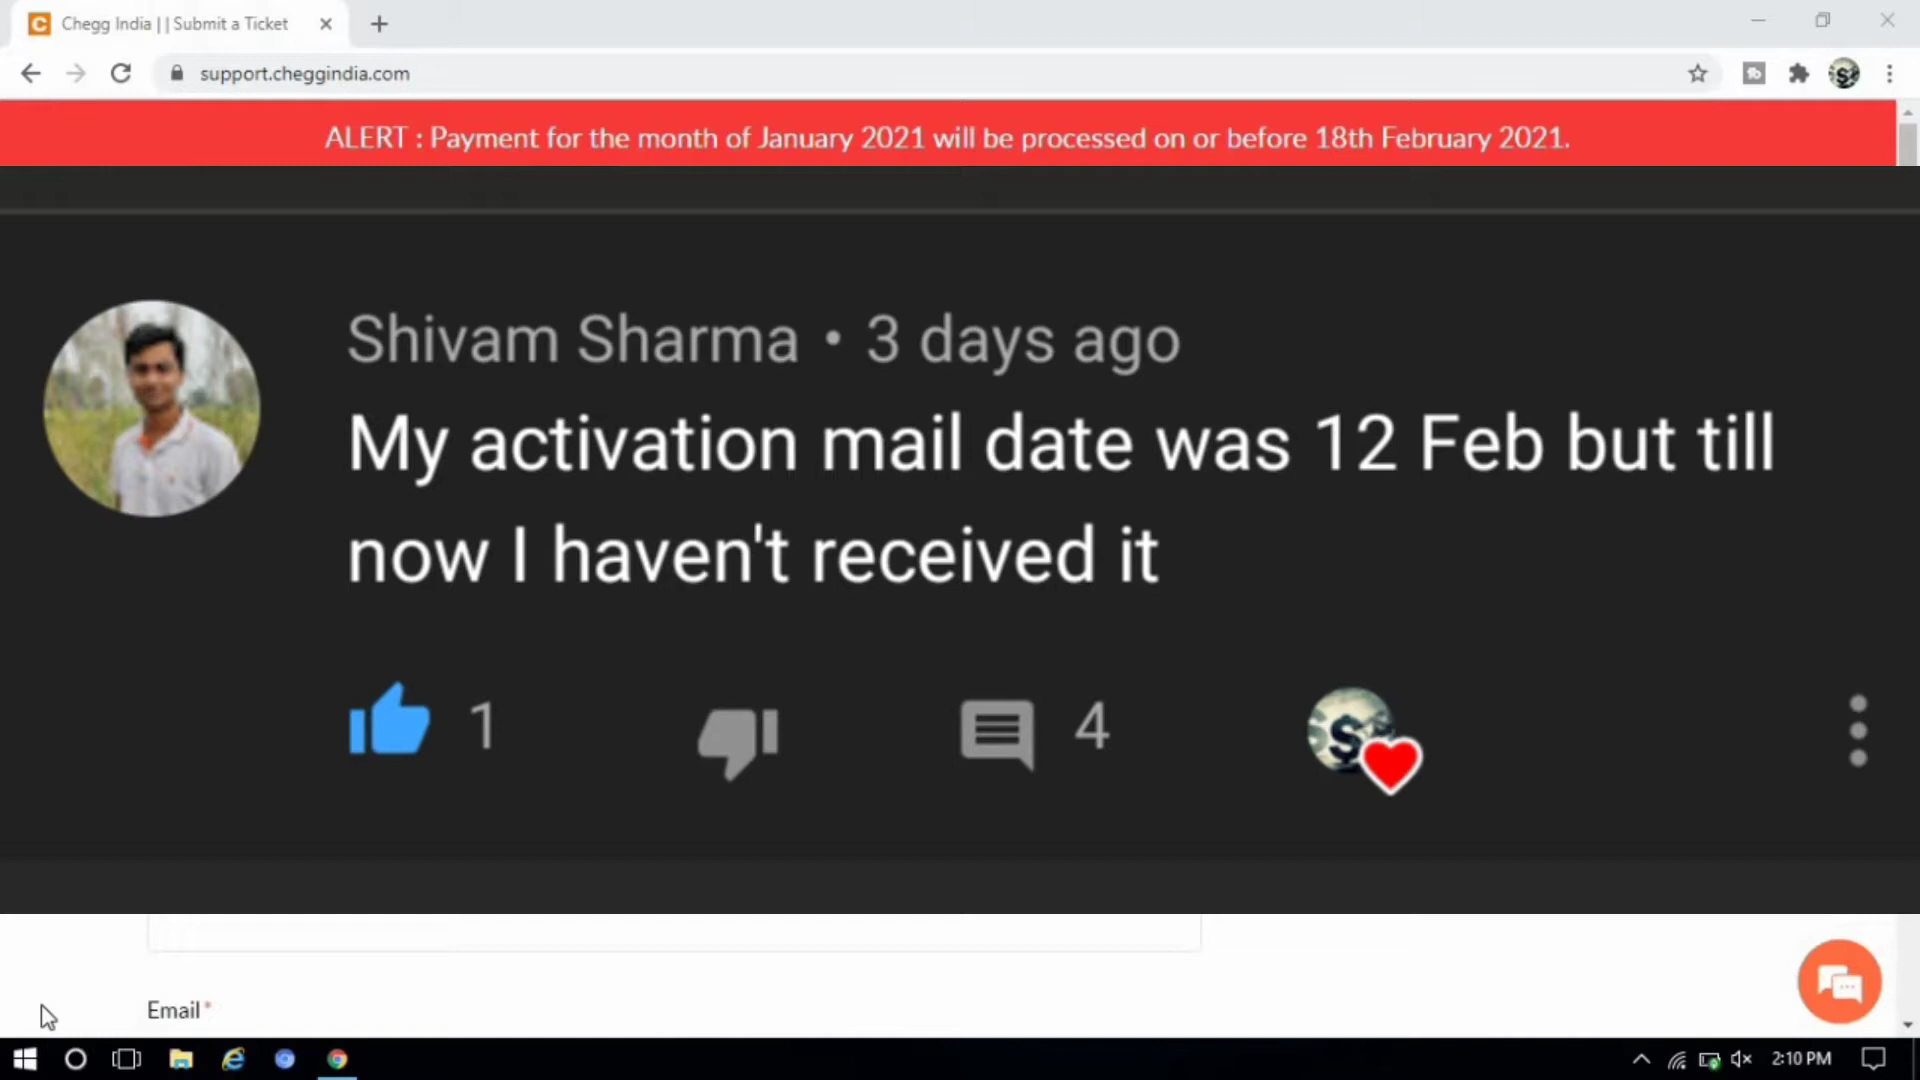 Chegg India | | Submit a Ticket
support.cheggindia.com
ALERT : Payment for the month of January 2021 will be processed on or before 18th February 2021.
Shivam Sharma • 3 days ago
My activation mail date was 12 Feb but till
now I haven't received it
1
4
Email*
2:10 PM